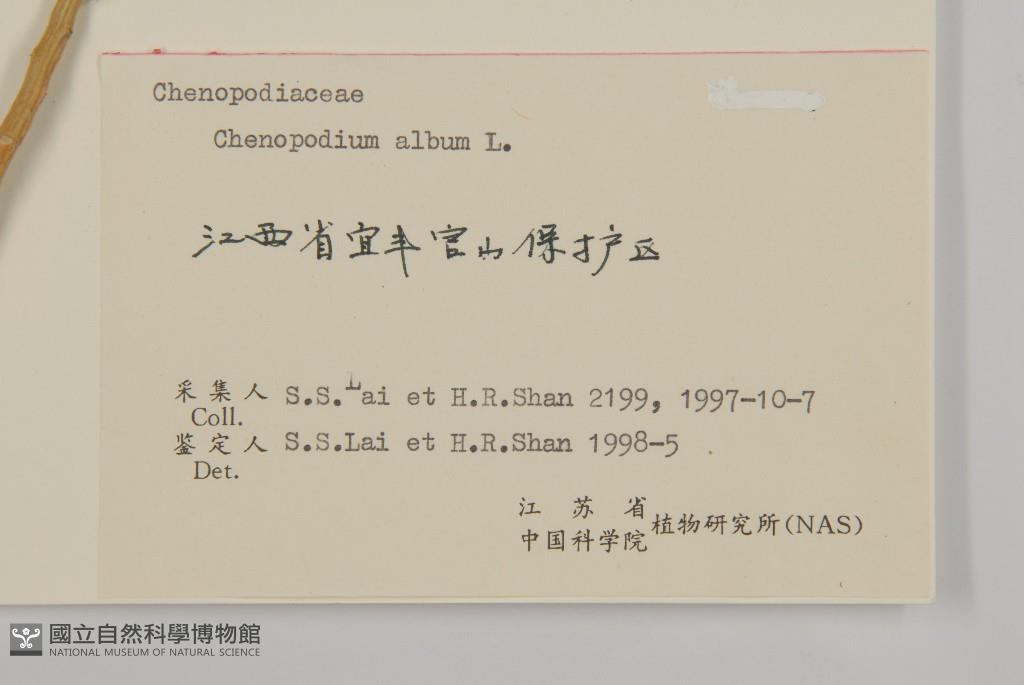 Chenopodiaceae
Chenopodium album L.
江西省宜丰官山保护区
采集人 S.S.Lai et H.R.Shan 2199, 1997-10-7
Coll.
鉴定人 S.S.Lai et H.R.Shan 1998-5 .
Det.
江苏省
中国科学院 植物研究所(NAS)
國立自然科學博物館
NATIONAL MUSEUM OF NATURAL SCIENCE